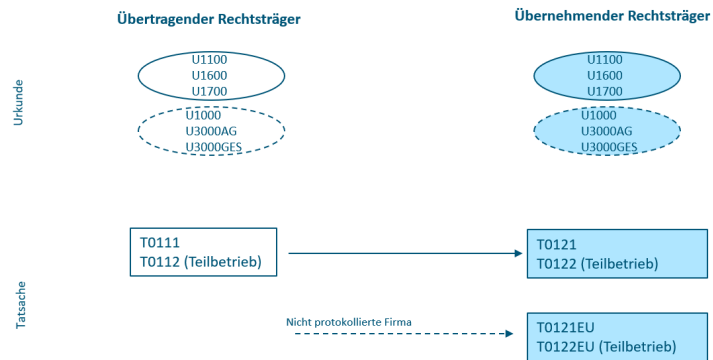 Übertragender Rechtsträger
Übernehmender Rechtsträger
Urkunde
U1100
U1600
U1700
U1100
U1600
U1700
U1000
U3000AG
U3000GES
U1000
U3000AG
U3000GES
Tatsache
T0111
T0112 (Teilbetrieb)
T0121
T0122 (Teilbetrieb)
Nicht protokollierte Firma
T0121EU
T0122EU (Teilbetrieb)